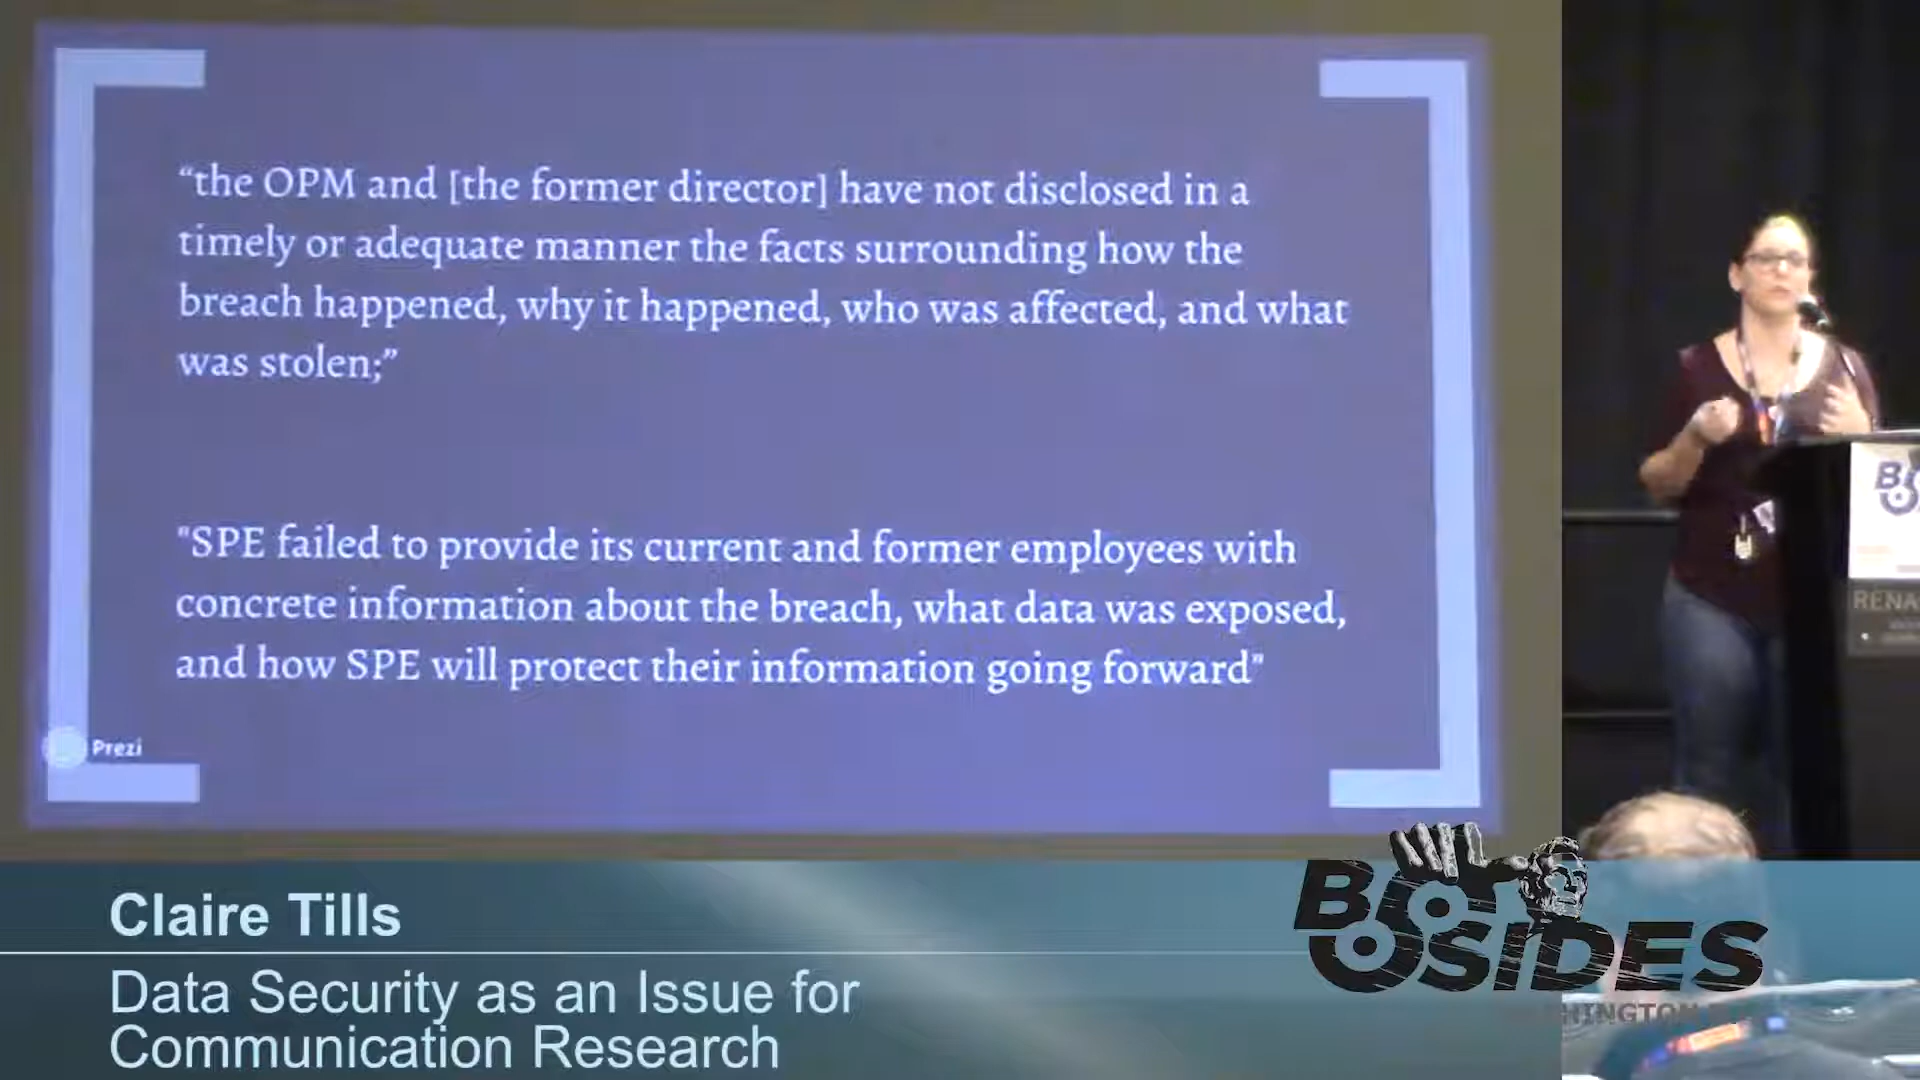 “the OPM and [the former director] have not disclosed in a
timely or adequate manner the facts surrounding how the
breach happened, why it happened, who was affected, and what
was stolen;”
"SPE failed to provide its current and former employees with
concrete information about the breach, what data was exposed,
and how SPE will protect their information going forward"
Prezi
RENA
Claire Tills
Data Security as an Issue for
Communication Research
BSIDES